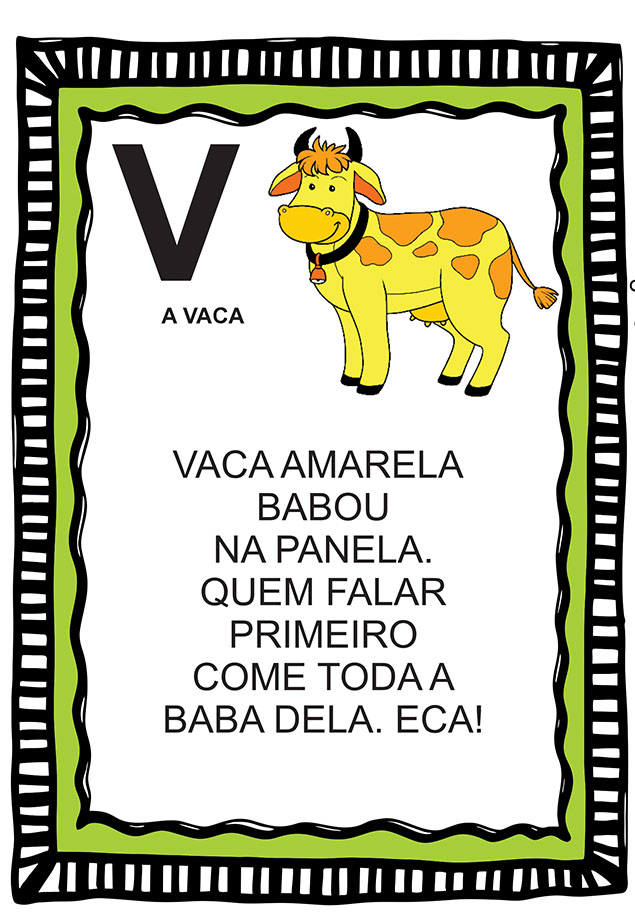 V
A VACA
VACA AMARELA
BABOU
NA PANELA.
QUEM FALAR
PRIMEIRO
COME TODA A
BABA DELA. ECA!